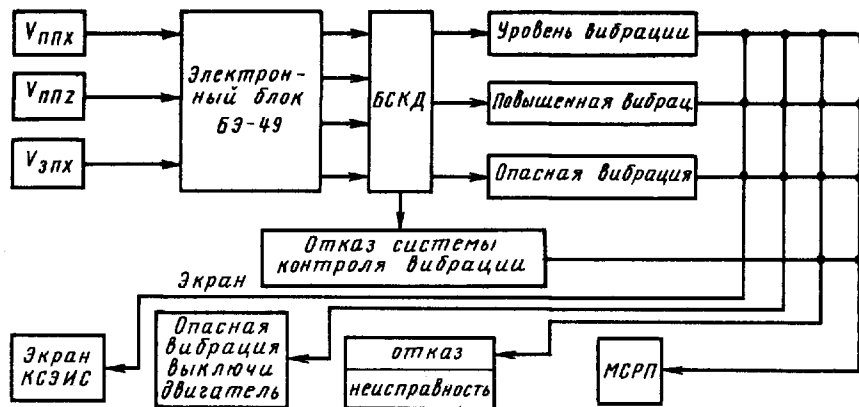 Vппх
Vппz
Vзпх
Электрон-
ный блок
БЭ-49
БСКД
Уровень вибрации
Повышенная вибрац
Опасная вибрация
Отказ системы
контроля вибрации
Экран
Экран
КСЭИС
Опасная
вибрация
выключи
двигатель
отказ
неисправность
МСРП